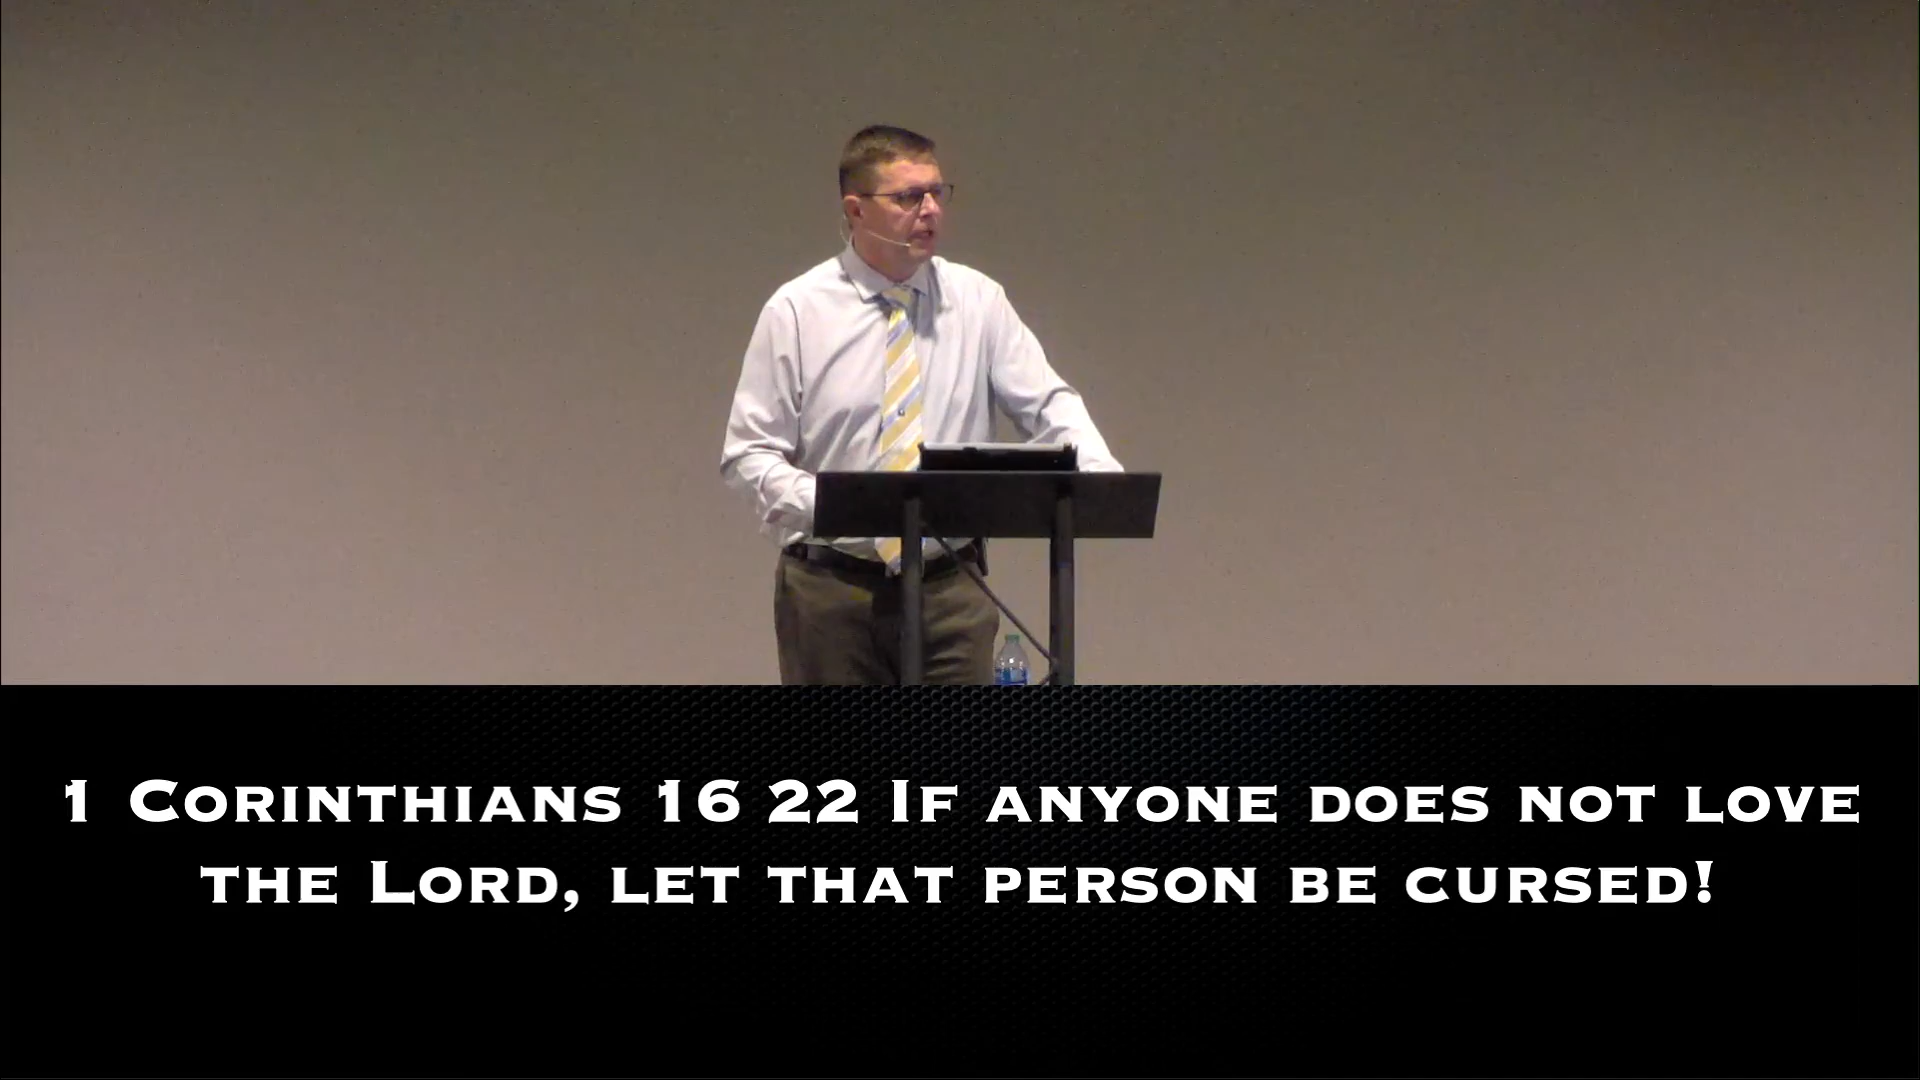 1 Corinthians 16 22 If anyone does not love
the Lord, let that person be cursed!